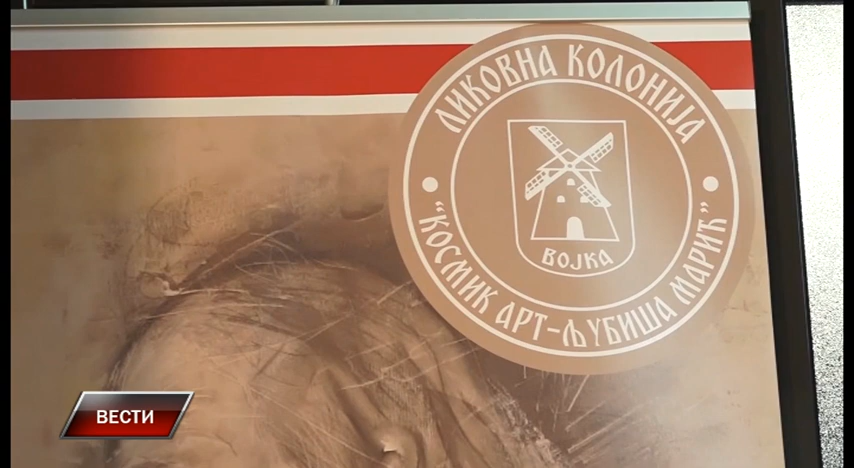 ЛИКОВНА КОЛОНИЈА
ВОЈКА
"КОСМИК АРТ-ЉУБИША МАРИЋ"
ВЕСТИ